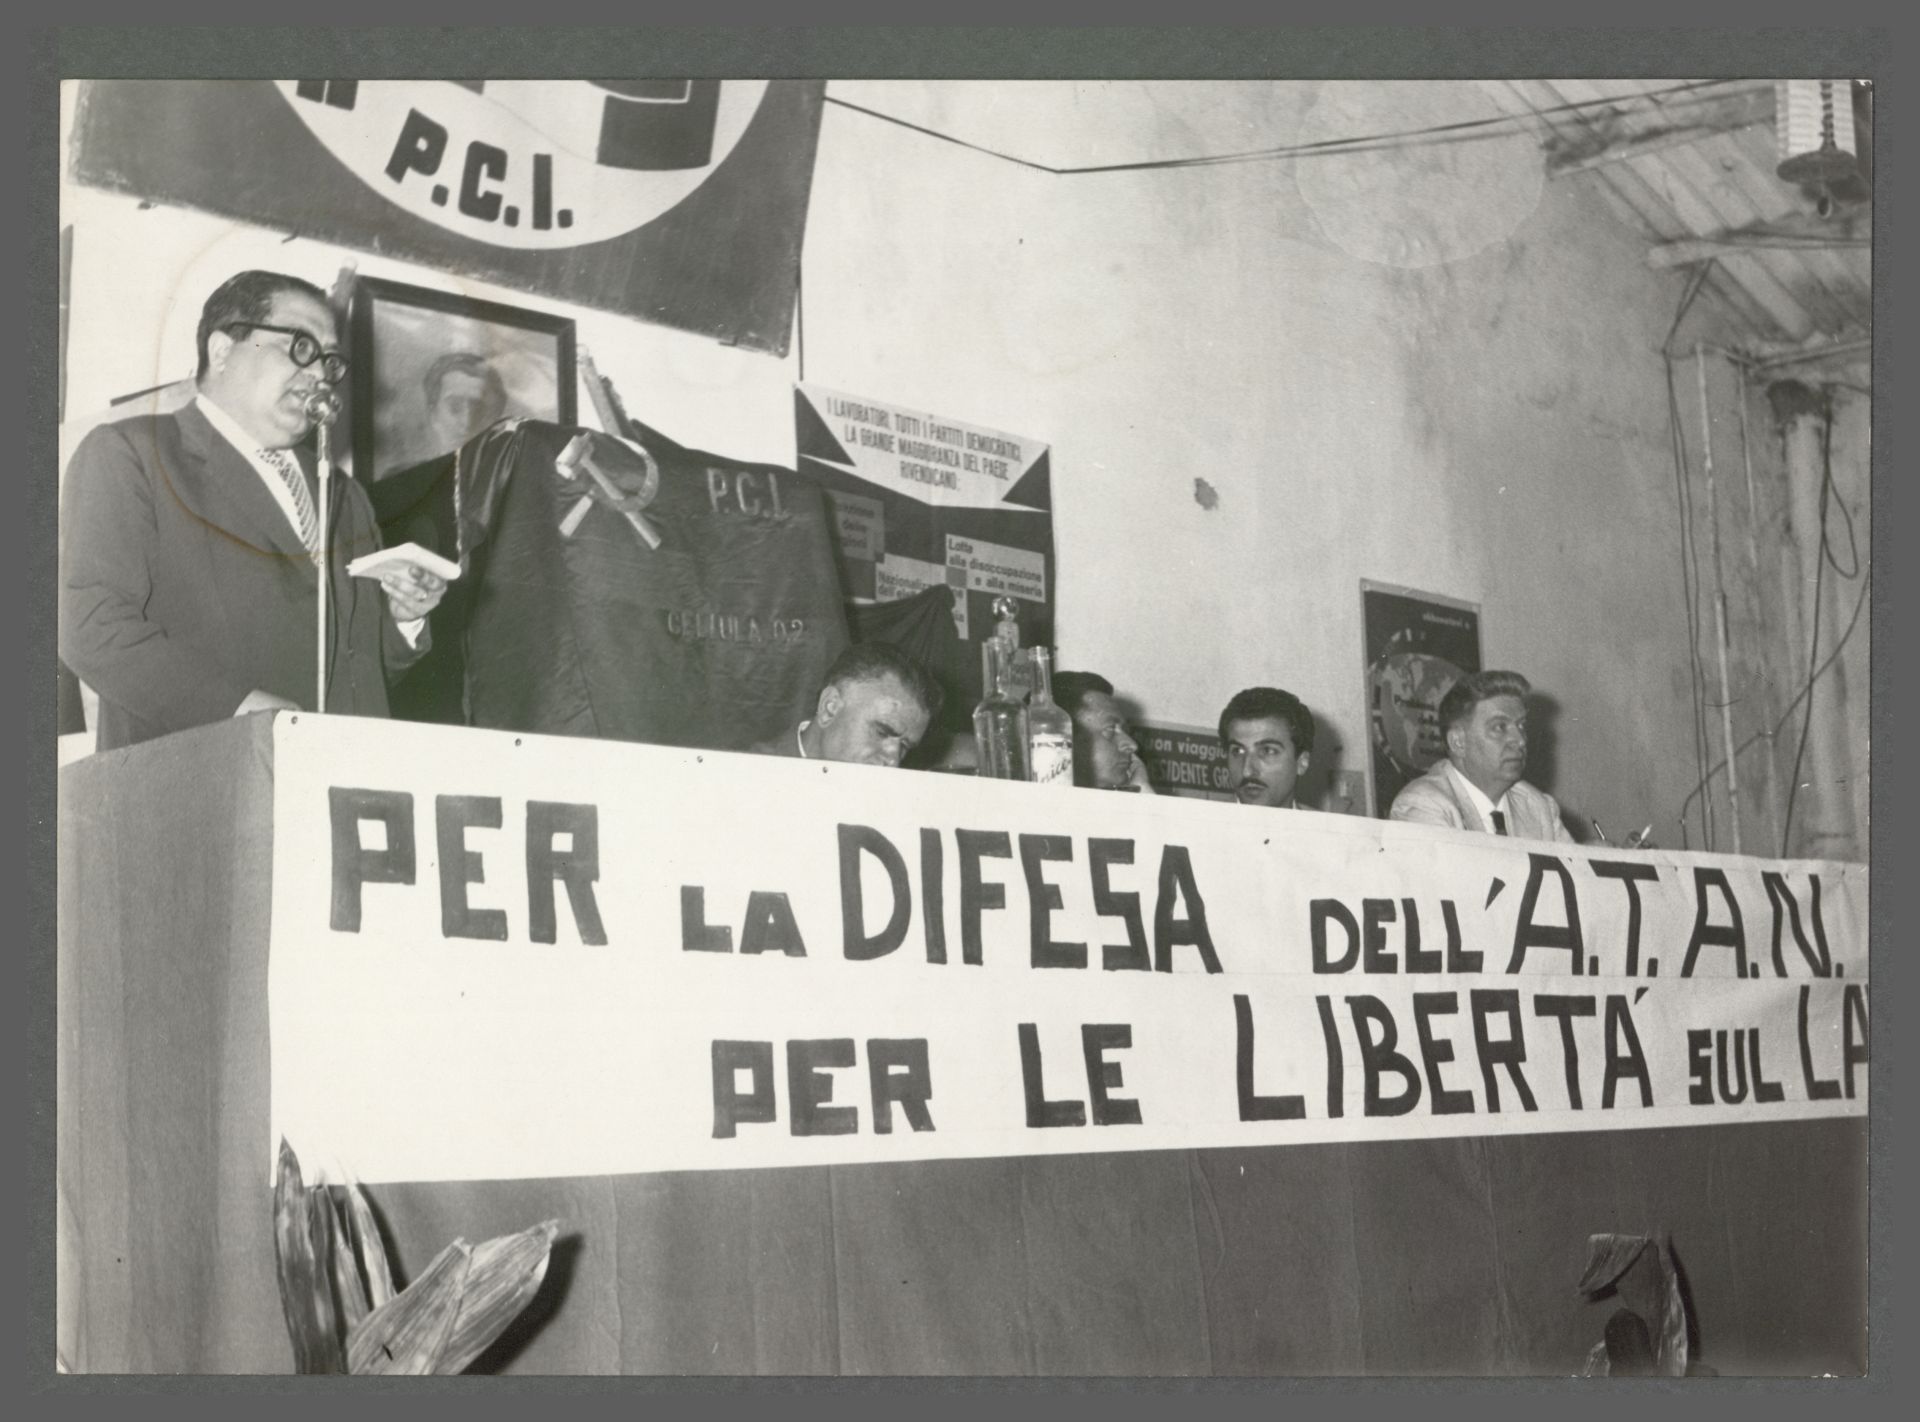 P.C.I.
I LAVORATORI, TUTTI I PARTITI DEMOCRATICI,
LA GRANDE MAGGIORANZA DEL PAESE
RIVENDICANO:
P.C.I.
CELLULA 02
Lotta
alla disoccupazione
e alla miseria
viaggio
PER LA DIFESA DELL'A.T.A.N.
PER LE LIBERTÁ SUL LA